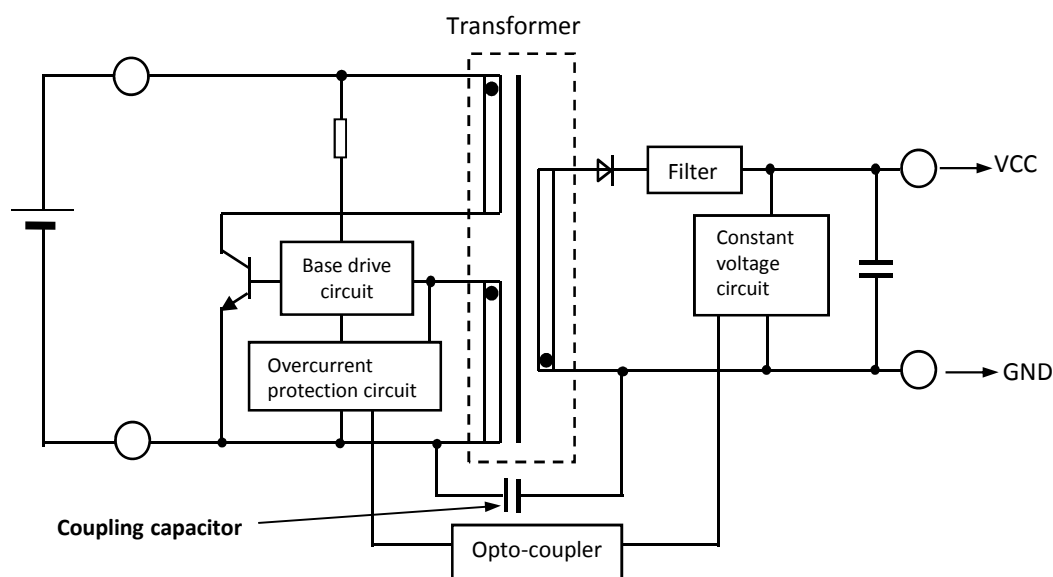 Transformer
Filter
VCC
Constant
voltage
circuit
Base drive
circuit
Overcurrent
protection circuit
GND
Coupling capacitor
Opto-coupler